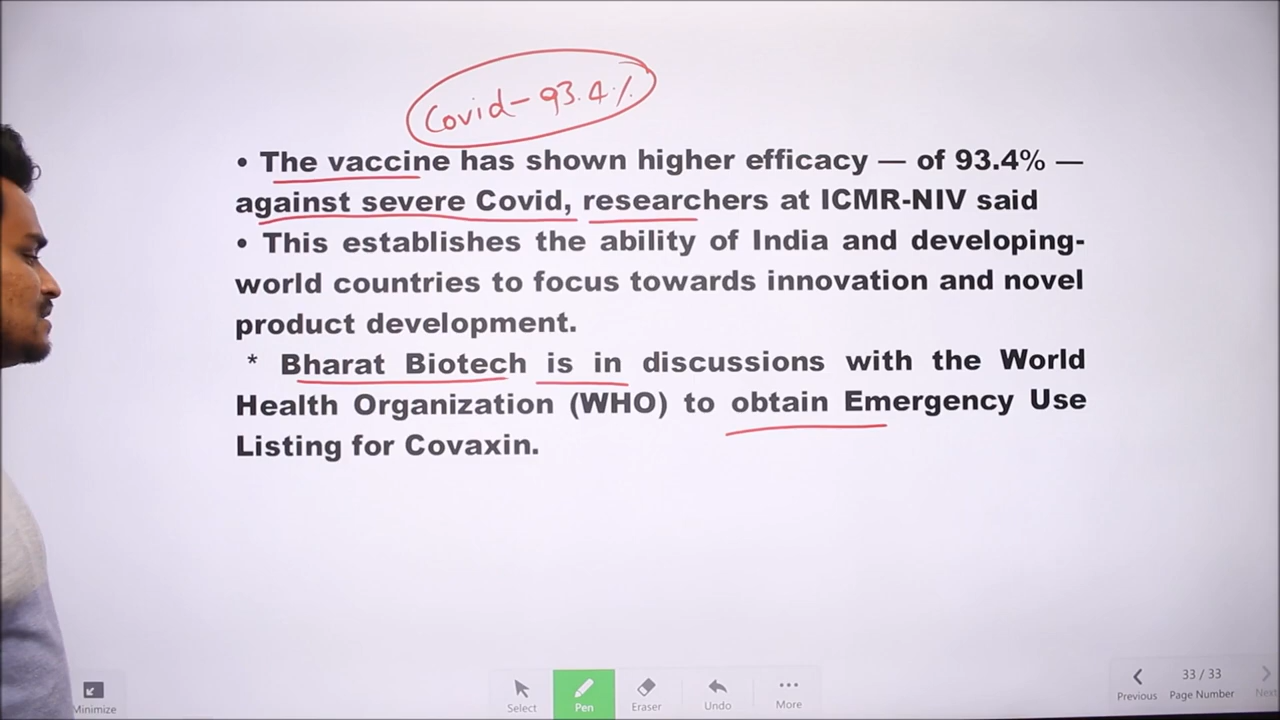 Covid - 93.4%
• The vaccine has shown higher efficacy — of 93.4% —
against severe Covid, researchers at ICMR-NIV said
• This establishes the ability of India and developing-
world countries to focus towards innovation and novel
product development.
* Bharat Biotech is in discussions with the World
Health Organization (WHO) to obtain Emergency Use
Listing for Covaxin.
Minimize
Select
Pen
Eraser
Undo
More
33 / 33
Previous
Page Number
Next